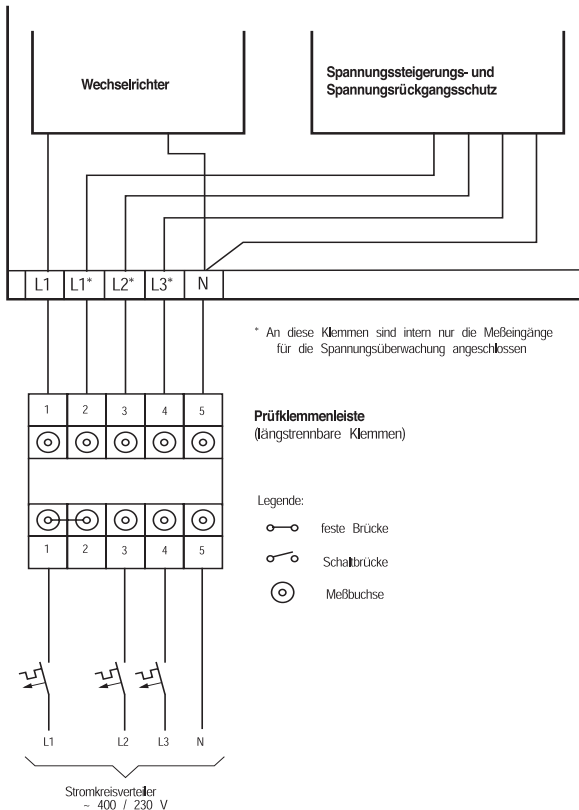 Wechselrichter
Spannungssteigerungs- und
Spannungsrückgangsschutz
L1 L1* L2* L3* N
* An diese Klemmen sind intern nur die Meßeingänge
für die Spannungsüberwachung angeschlossen
1 2 3 4 5
Prüfklemmenleiste
(längstrennbare Klemmen)
Legende:
feste Brücke
Schaltbrücke
Meßbuchse
1 2 3 4 5
L1 L2 L3 N
Stromkreisverteiler
~ 400 / 230 V